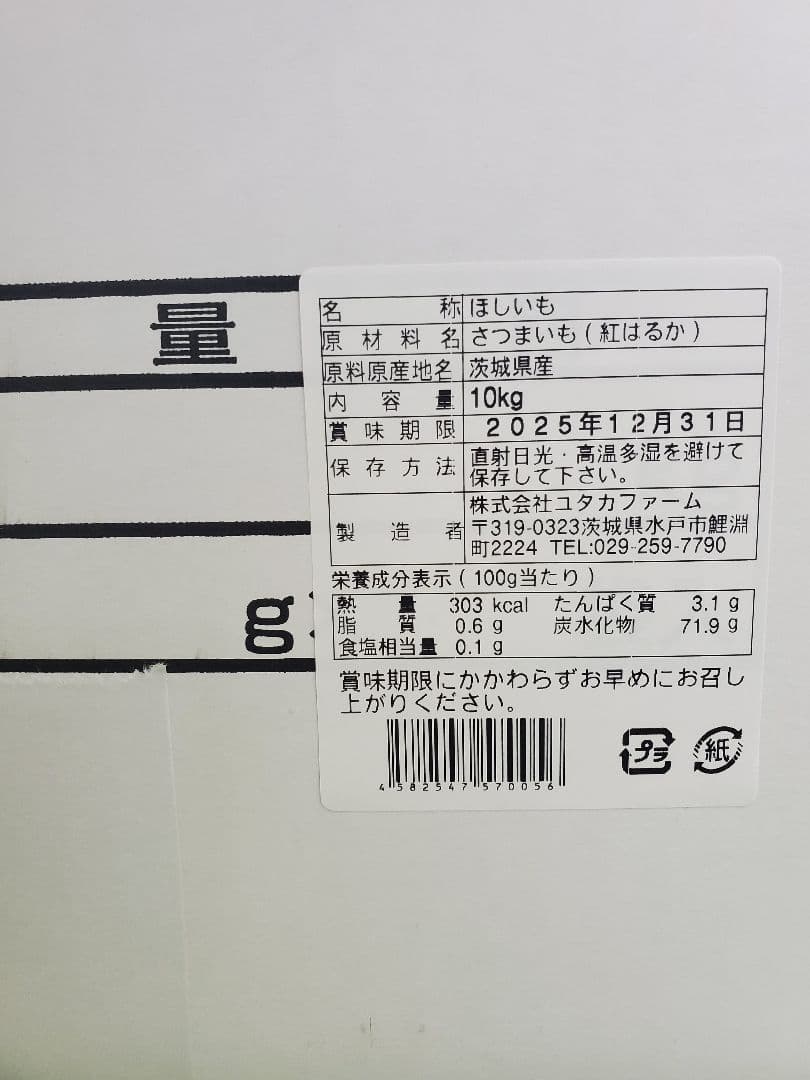 量
g
名称 ほしいも
原材料名 さつまいも(紅はるか)
原料原産地名 茨城県産
内容量 10kg
賞味期限 2025年12月31日
保存方法 直射日光・高温多湿を避けて
保存して下さい。
製造者 株式会社ユタカファーム
〒319-0323茨城県水戸市鯉淵
町2224 TEL:029-259-7790
栄養成分表示(100g当たり)
熱量 303 kcal たんぱく質 3.1 g
脂質 0.6 g 炭水化物 71.9 g
食塩相当量 0.1 g
賞味期限にかかわらずお早めにお召し
上がりください。
4582547570056
プラ 紙